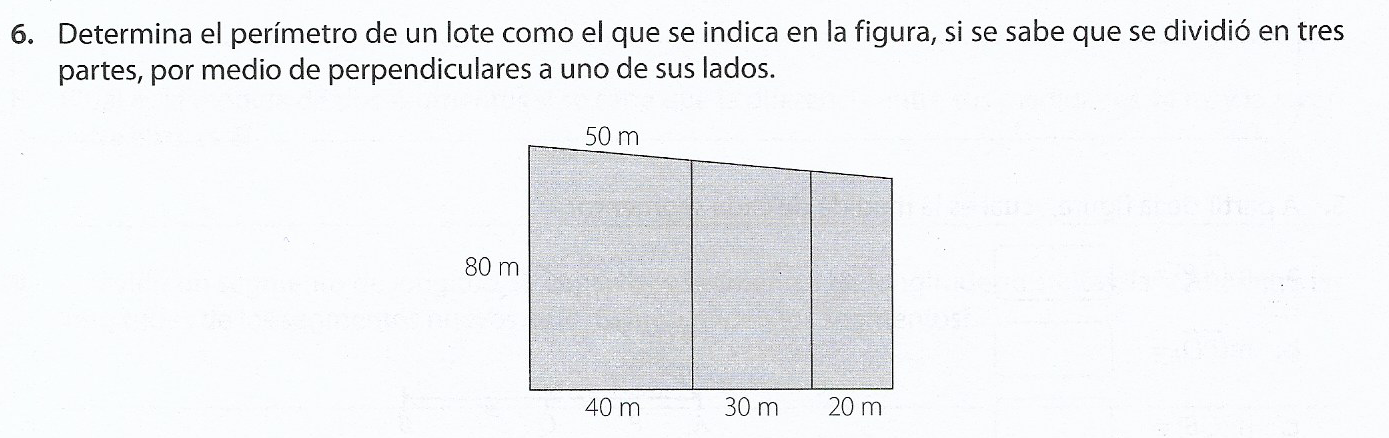 6. Determina el perímetro de un lote como el que se indica en la figura, si se sabe que se dividió en tres
partes, por medio de perpendiculares a uno de sus lados.
50 m
80 m
40 m 30 m 20 m